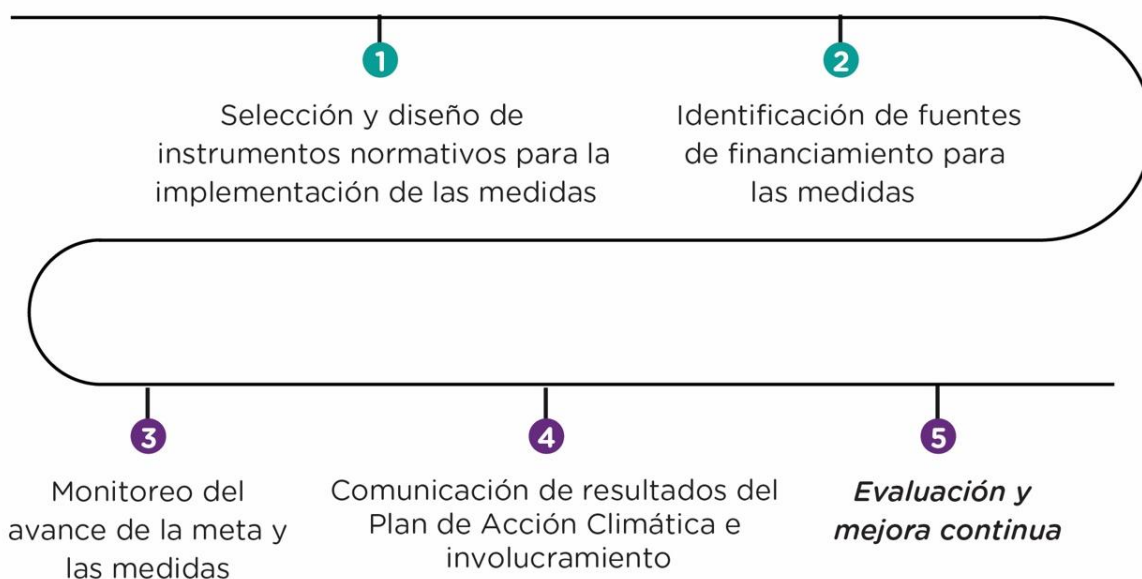 1
Selección y diseño de
instrumentos normativos para la
implementación de las medidas
2
Identificación de fuentes
de financiamiento para
las medidas
3
Monitoreo del
avance de la meta y
las medidas
4
Comunicación de resultados del
Plan de Acción Climática e
involucramiento
5
Evaluación y
mejora continua